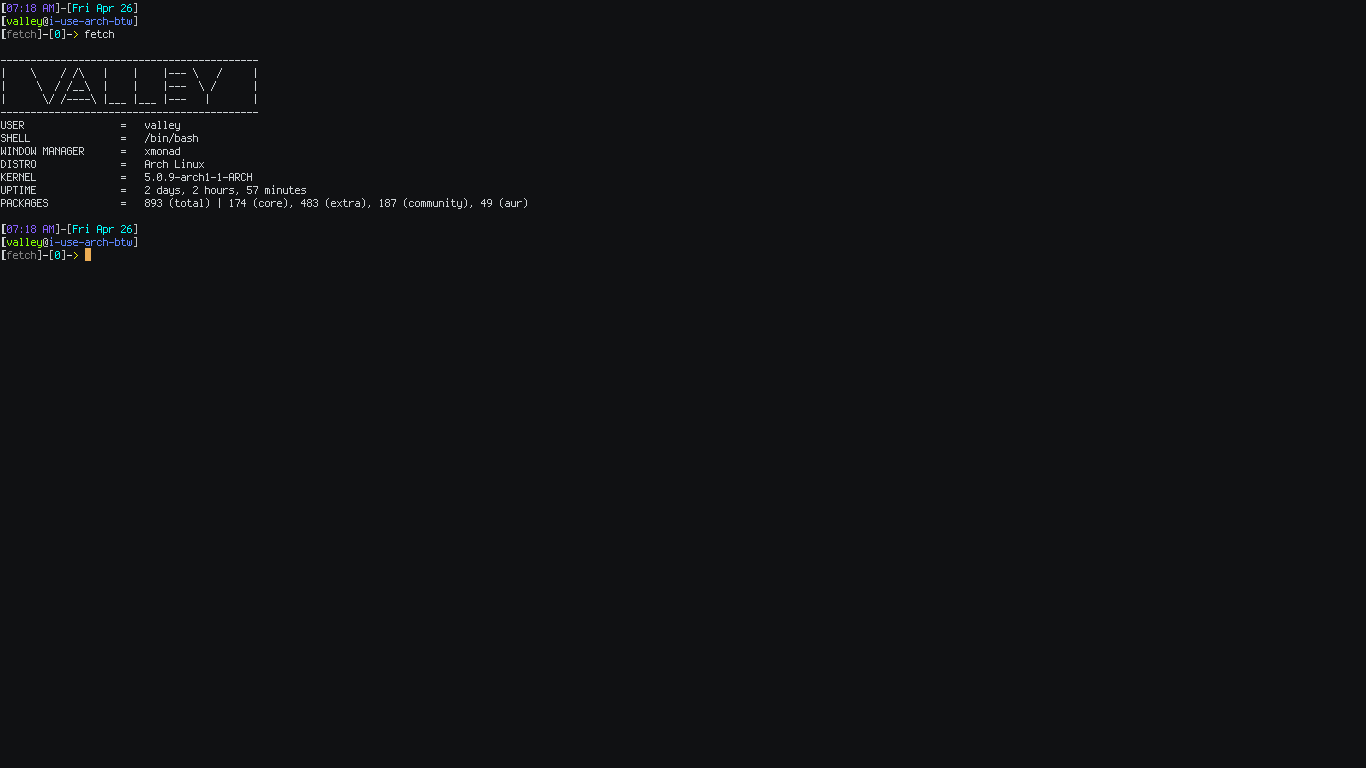 [07:18 AM]-[Fri Apr 26]
[valley@i-use-arch-btw]
[fetch]-[0]-> fetch
-------------------------------------------
|    \    / /\   |    |    |--- \   /     |
|     \  / /__\  |    |    |---  \ /      |
|      \/ /----\ |___ |___ |---   |       |
-------------------------------------------
USER                =   valley
SHELL               =   /bin/bash
WINDOW MANAGER      =   xmonad
DISTRO              =   Arch Linux
KERNEL              =   5.0.9-arch1-1-ARCH
UPTIME              =   2 days, 2 hours, 57 minutes
PACKAGES            =   893 (total) | 174 (core), 483 (extra), 187 (community), 49 (aur)
[07:18 AM]-[Fri Apr 26]
[valley@i-use-arch-btw]
[fetch]-[0]->